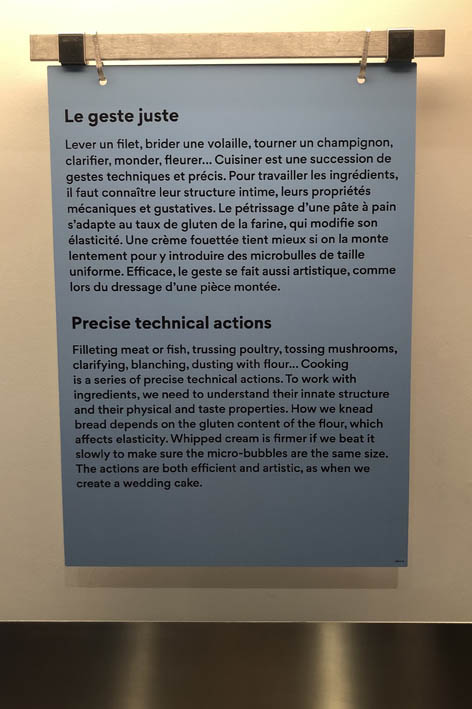 Le geste juste
Lever un filet, brider une volaille, tourner un champignon,
clarifier, monder, fleurer... Cuisiner est une succession de
gestes techniques et précis. Pour travailler les ingrédients,
il faut connaître leur structure intime, leurs propriétés
mécaniques et gustatives. Le pétrissage d'une pâte à pain
s'adapte au taux de gluten de la farine, qui modifie son
élasticité. Une crème fouettée tient mieux si on la monte
lentement pour y introduire des microbulles de taille
uniforme. Efficace, le geste se fait aussi artistique, comme
lors du dressage d'une pièce montée.
Precise technical actions
Filleting meat or fish, trussing poultry, tossing mushrooms,
clarifying, blanching, dusting with flour... Cooking
is a series of precise technical actions. To work with
ingredients, we need to understand their innate structure
and their physical and taste properties. How we knead
bread depends on the gluten content of the flour, which
affects elasticity. Whipped cream is firmer if we beat it
slowly to make sure the micro-bubbles are the same size.
The actions are both efficient and artistic, as when we
create a wedding cake.